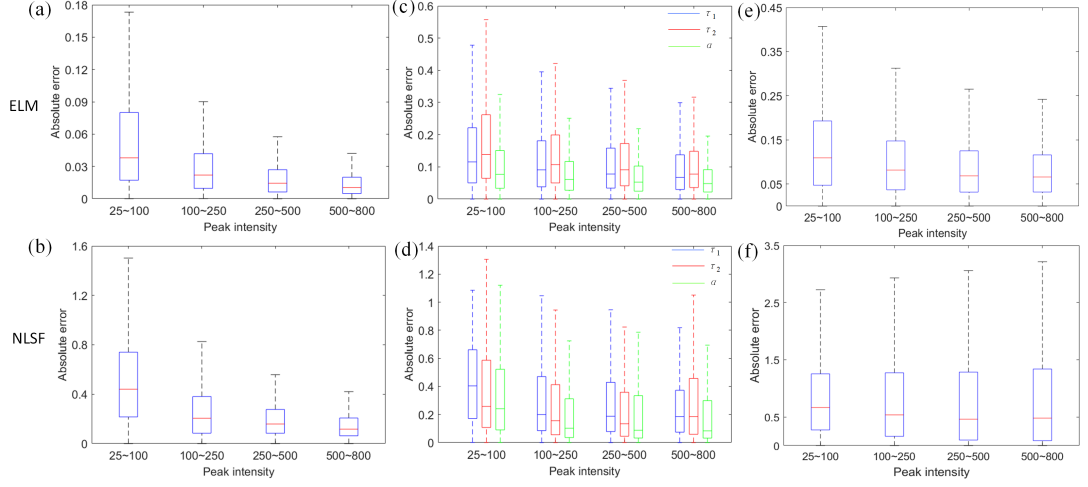 (a)
0.18
0.15
0.12
0.09
0.06
0.03
0
Absolute error
25~100
100~250
250~500
500~800
Peak intensity
ELM
(c)
0.6
0.5
0.4
0.3
0.2
0.1
0
Absolute error
τ1
τ2
a
25~100
100~250
250~500
500~800
Peak intensity
(e)
0.45
0.35
0.25
0.15
0.05
0
Absolute error
25~100
100~250
250~500
500~800
Peak intensity
(b)
1.6
1.2
0.8
0.4
0
Absolute error
25~100
100~250
250~500
500~800
Peak intensity
NLSF
(d)
1.4
1.2
1
0.8
0.6
0.4
0.2
0
Absolute error
τ1
τ2
a
25~100
100~250
250~500
500~800
Peak intensity
(f)
3.5
2.5
1.5
0.5
0
Absolute error
25~100
100~250
250~500
500~800
Peak intensity